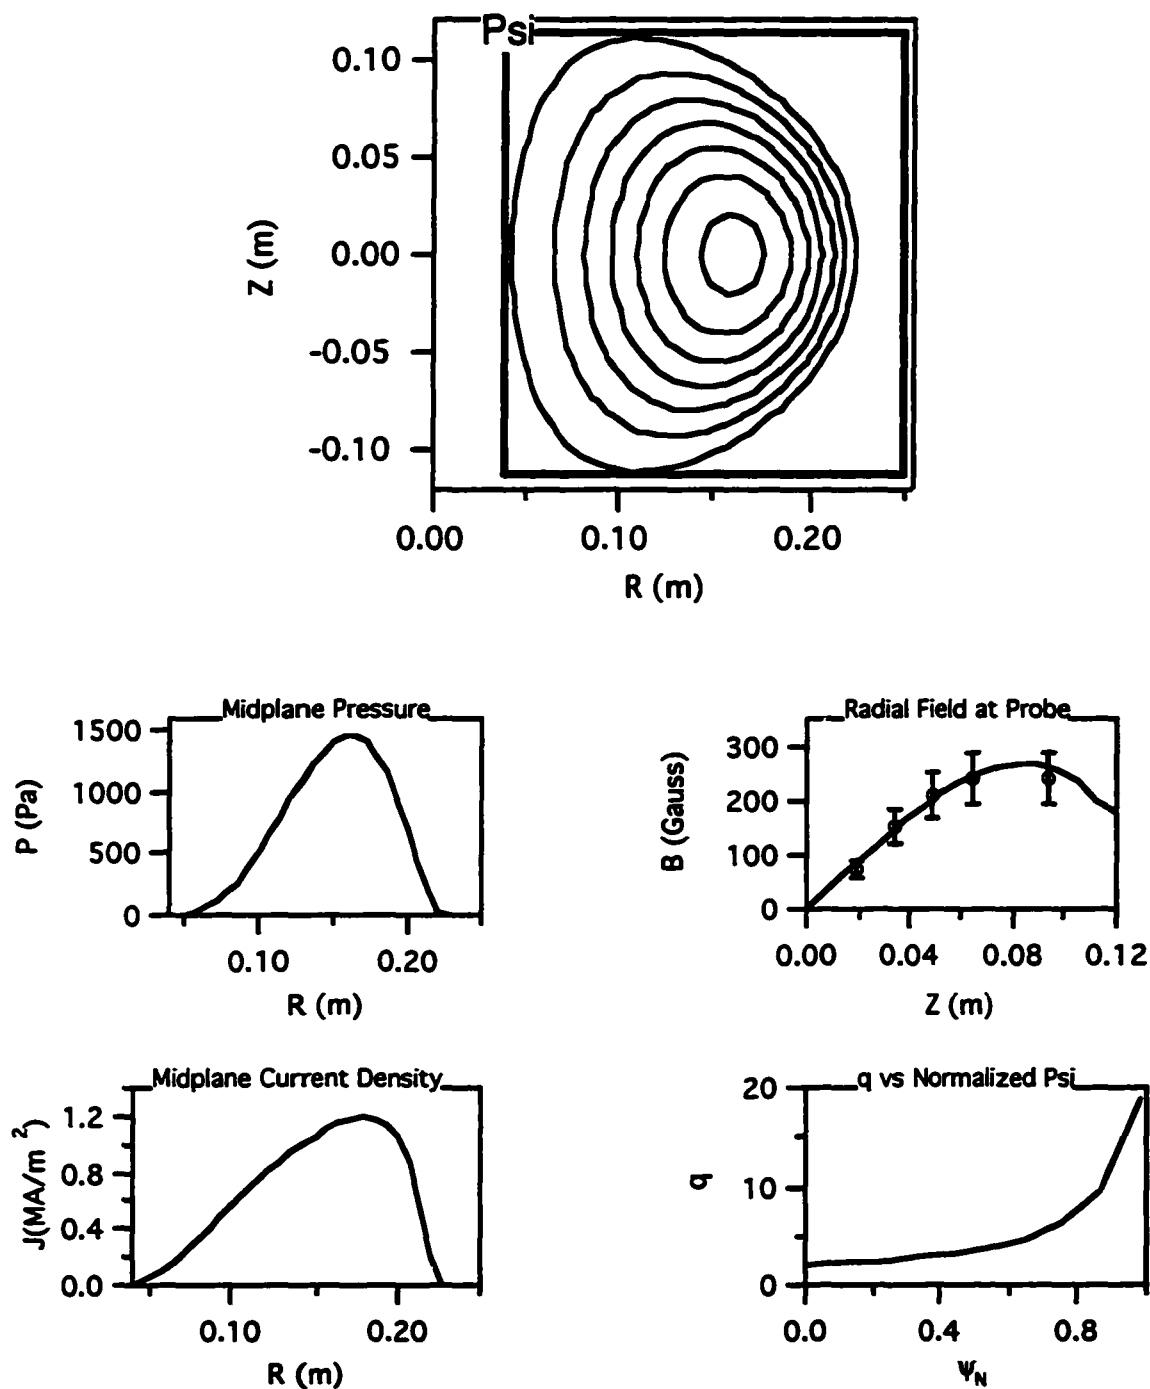 Psi
0.10
0.05
0.00
-0.05
-0.10
Z (m)
0.00 0.10 0.20
R (m)
Midplane Pressure
1500
1000
500
0
P (Pa)
0.10 0.20
R (m)
Radial Field at Probe
300
200
100
0
B (Gauss)
0.00 0.04 0.08 0.12
Z (m)
Midplane Current Density
1.2
0.8
0.4
0.0
J(MA/m²)
0.10 0.20
R (m)
q vs Normalized Psi
20
10
0
q
0.0 0.4 0.8
Ψ_N